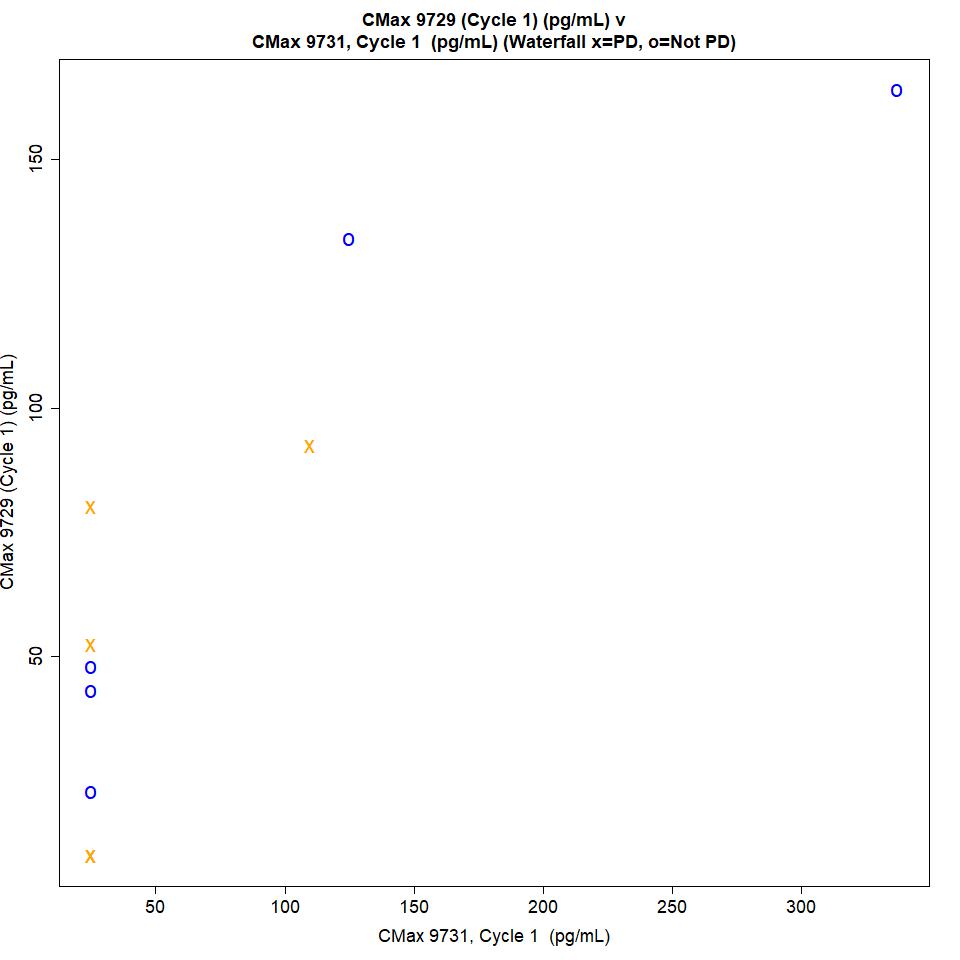 CMax 9729 (Cycle 1) (pg/mL) v
CMax 9731, Cycle 1  (pg/mL) (Waterfall x=PD, o=Not PD)
CMax 9729 (Cycle 1) (pg/mL)
150
100
50
O
O
X
X
X
O
O
O
X
50
100
150
200
250
300
CMax 9731, Cycle 1  (pg/mL)